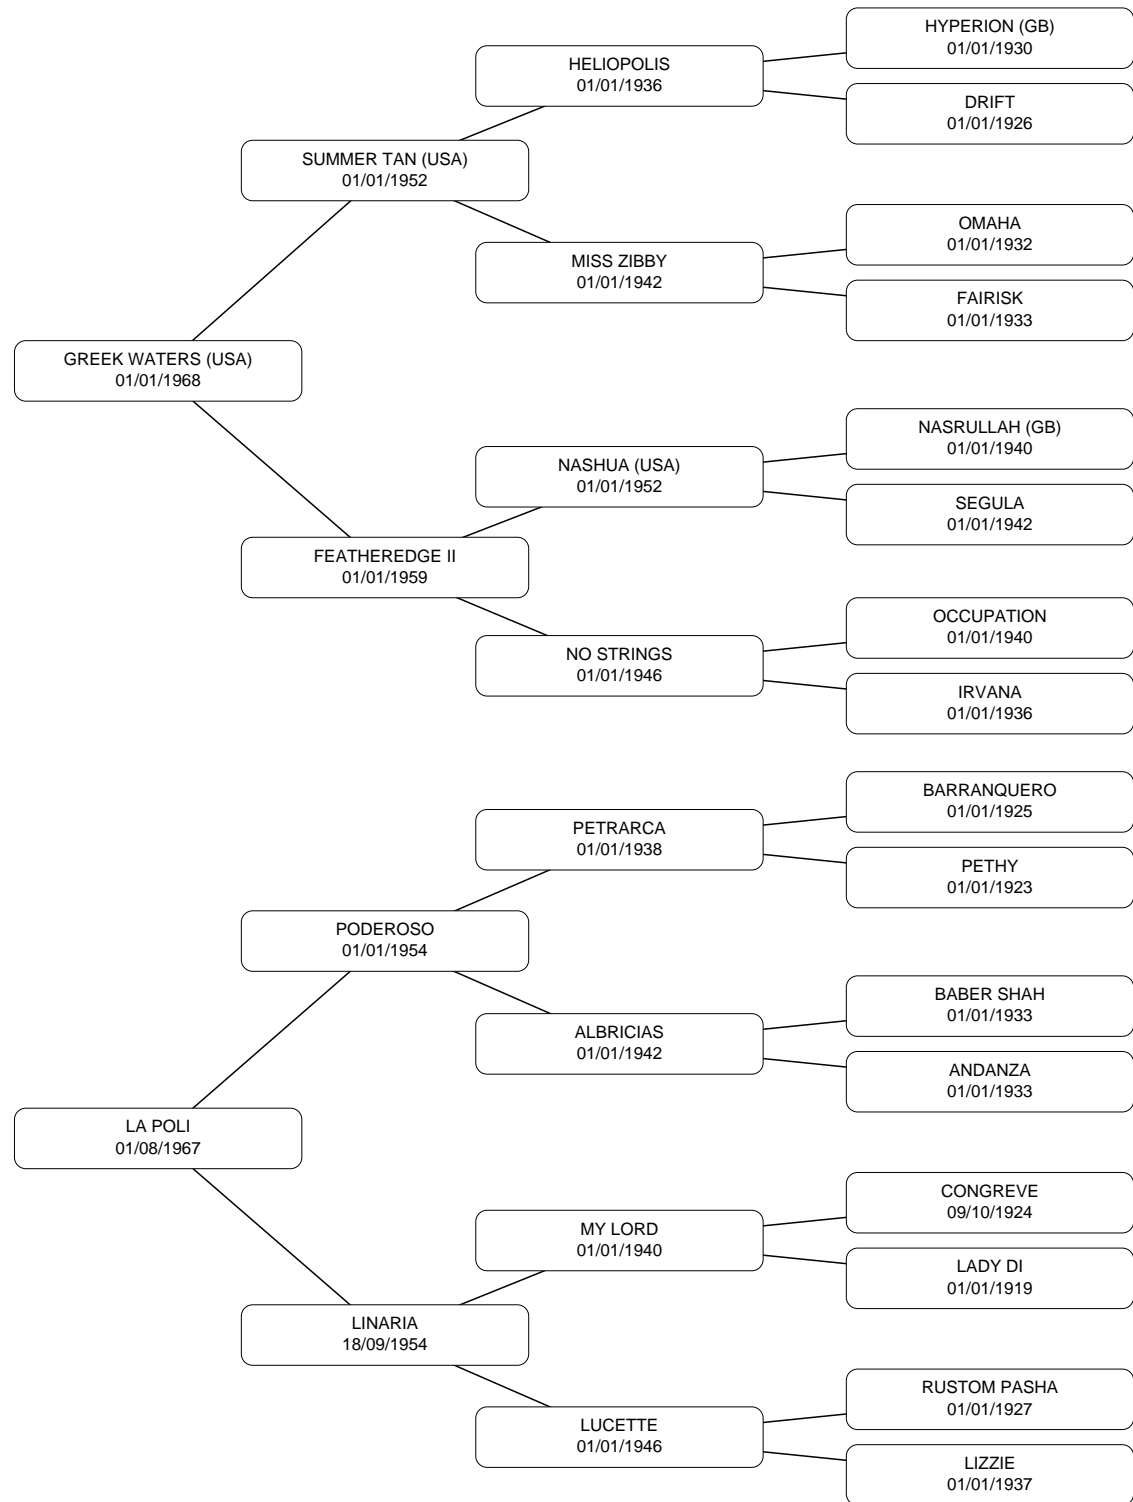 HYPERION (GB)
01/01/1930
HELIOPOLIS
01/01/1936
DRIFT
01/01/1926
SUMMER TAN (USA)
01/01/1952
OMAHA
01/01/1932
MISS ZIBBY
01/01/1942
FAIRISK
01/01/1933
GREEK WATERS (USA)
01/01/1968
NASRULLAH (GB)
01/01/1940
NASHUA (USA)
01/01/1952
SEGULA
01/01/1942
FEATHEREDGE II
01/01/1959
OCCUPATION
01/01/1940
NO STRINGS
01/01/1946
IRVANA
01/01/1936
BARRANQUERO
01/01/1925
PETRARCA
01/01/1938
PETHY
01/01/1923
PODEROSO
01/01/1954
BABER SHAH
01/01/1933
ALBRICIAS
01/01/1942
ANDANZA
01/01/1933
LA POLI
01/08/1967
CONGREVE
09/10/1924
MY LORD
01/01/1940
LADY DI
01/01/1919
LINARIA
18/09/1954
RUSTOM PASHA
01/01/1927
LUCETTE
01/01/1946
LIZZIE
01/01/1937